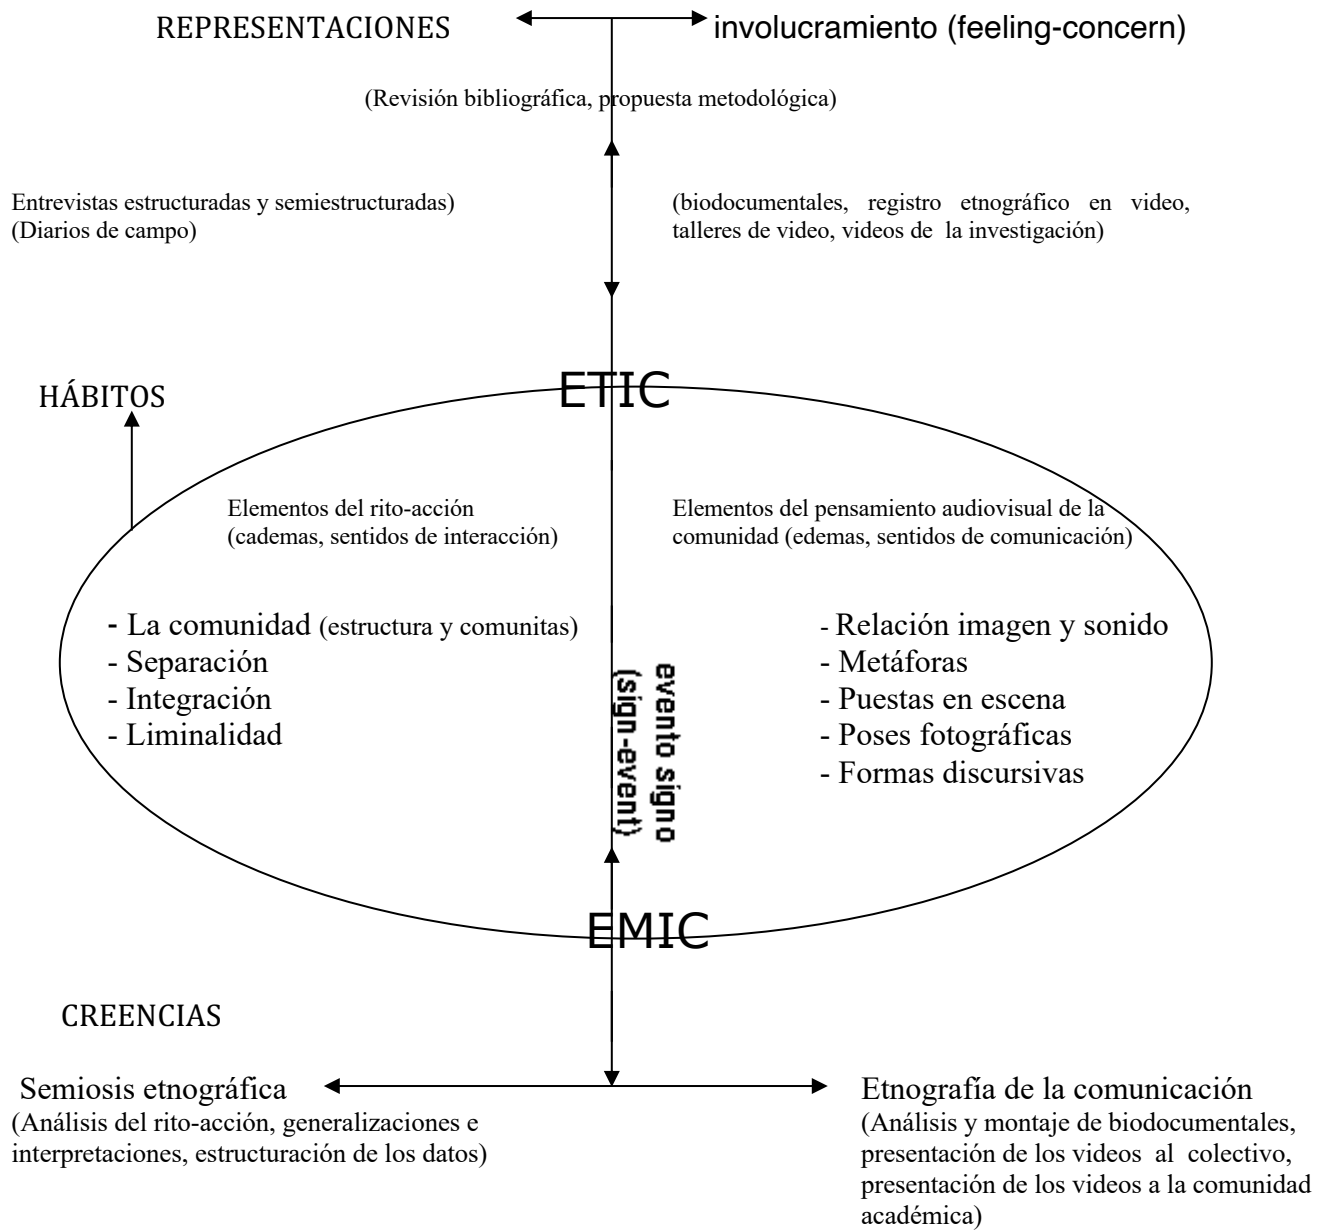 REPRESENTACIONES
involucramiento (feeling-concern)
(Revisión bibliográfica, propuesta metodológica)
Entrevistas estructuradas y semiestructuradas)
(Diarios de campo)
(biodocumentales, registro etnográfico en video,
talleres de video, videos de la investigación)
ETIC
HÁBITOS
Elementos del rito-acción
(cademas, sentidos de interacción)
Elementos del pensamiento audiovisual de la
comunidad (edemas, sentidos de comunicación)
- La comunidad (estructura y comunitas)
- Separación
- Integración
- Liminalidad
- Relación imagen y sonido
- Metáforas
- Puestas en escena
- Poses fotográficas
- Formas discursivas
evento signo
(sign-event)
EMIC
CREENCIAS
Semiosis etnográfica
(Análisis del rito-acción, generalizaciones e
interpretaciones, estructuración de los datos)
Etnografía de la comunicación
(Análisis y montaje de biodocumentales,
presentación de los videos al colectivo,
presentación de los videos a la comunidad
académica)